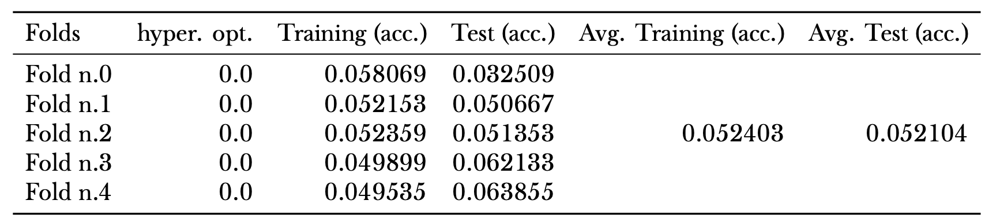 Folds hyper. opt. Training (acc.) Test (acc.) Avg. Training (acc.) Avg. Test (acc.)
Fold n.0 0.0 0.058069 0.032509
Fold n.1 0.0 0.052153 0.050667
Fold n.2 0.0 0.052359 0.051353 0.052403 0.052104
Fold n.3 0.0 0.049899 0.062133
Fold n.4 0.0 0.049535 0.063855